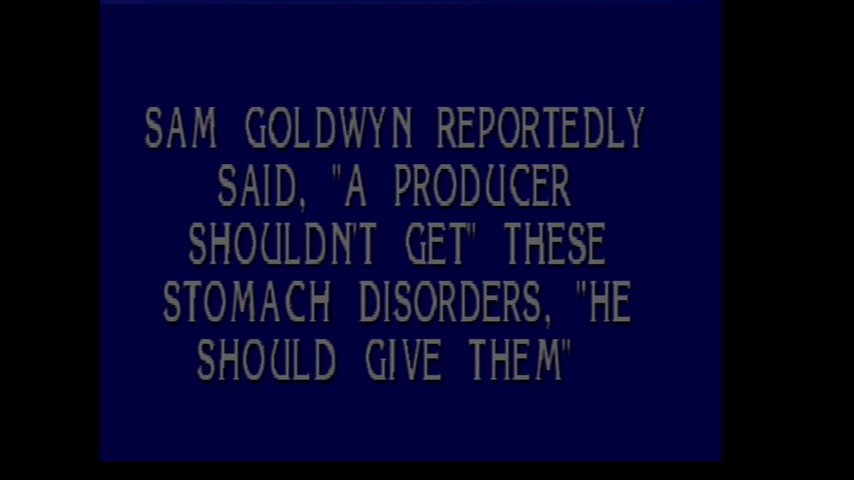 SAM GOLDWYN REPORTEDLY
SAID, "A PRODUCER
SHOULDN'T GET" THESE
STOMACH DISORDERS, "HE
SHOULD GIVE THEM"